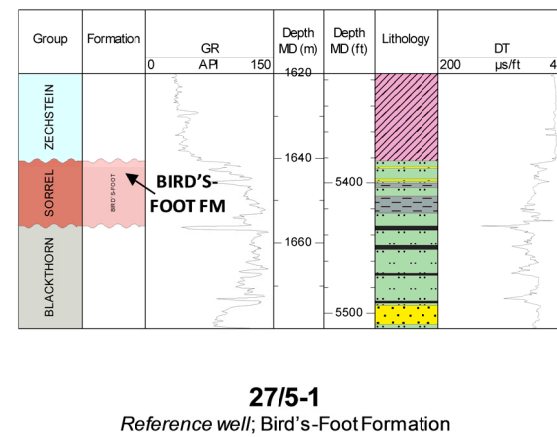 Group Formation GR API 0 150 Depth MD (m) Depth MD (ft) Lithology DT 200 µs/ft 4
1620
ZECHSTEIN
1640
5400
SORREL
BIRD'S-FOOT
BIRD'S-
FOOT FM
1660
BLACKTHORN
5500
27/5-1
Reference well; Bird's-Foot Formation